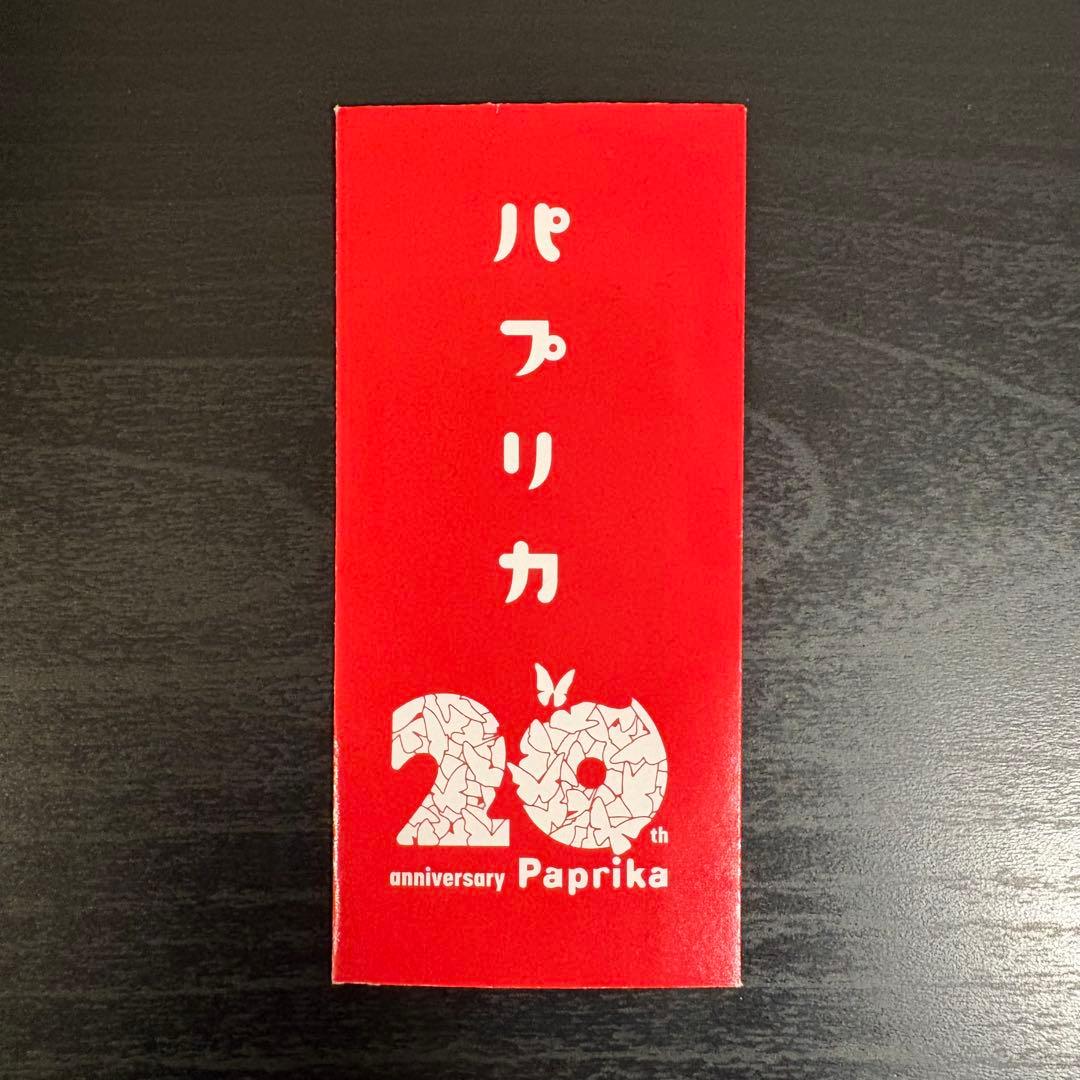 パプリカ
20th
anniversary Paprika